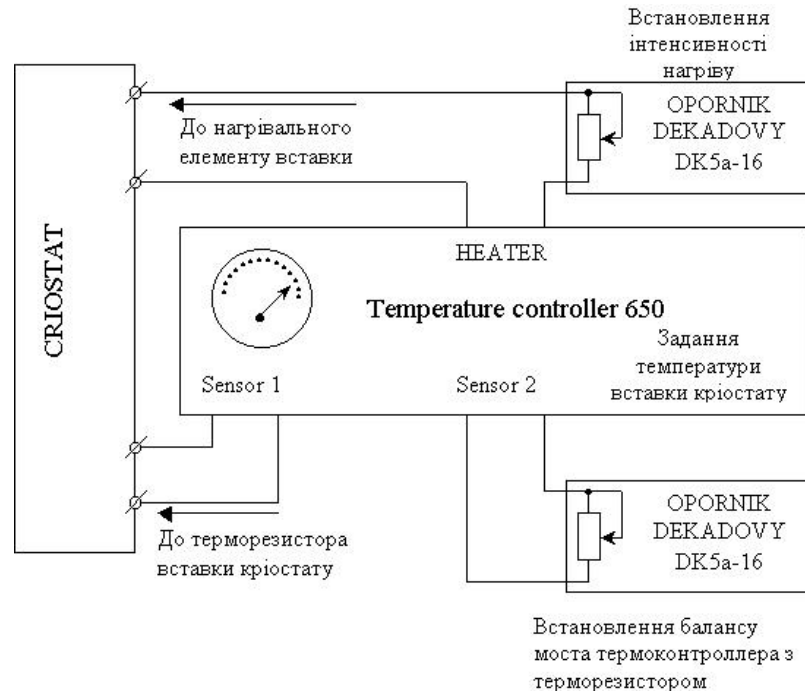 Встановлення
інтенсивності
нагріву
OPORNIK
DEKADOVY
DK5a-16
До нагрівального
елементу вставки
CRIOSTAT
HEATER
Temperature controller 650
Задання
температури
вставки кріостату
Sensor 1
Sensor 2
До терморезистора
вставки кріостату
OPORNIK
DEKADOVY
DK5a-16
Встановлення балансу
моста термоконтроллера з
терморезистором